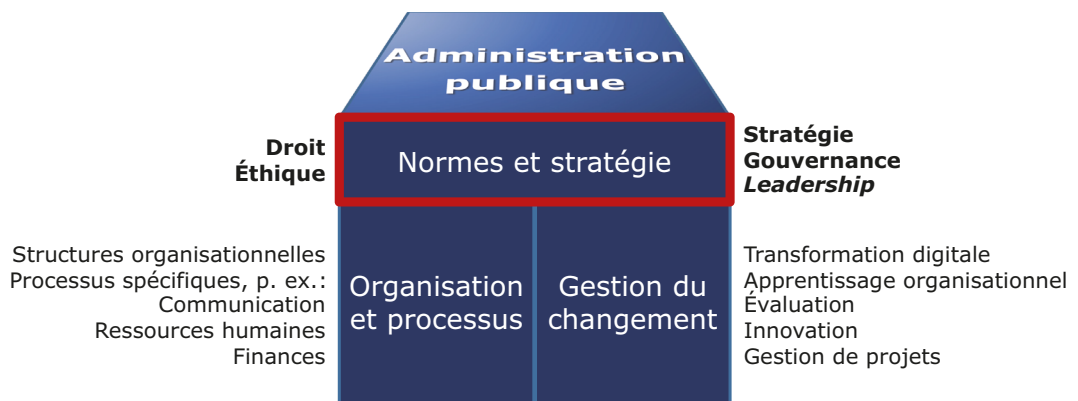 Administration
publique
Droit
Éthique
Normes et stratégie
Stratégie
Gouvernance
Leadership
Structures organisationnelles
Processus spécifiques, p. ex.:
Communication
Ressources humaines
Finances
Organisation
et processus
Gestion du
changement
Transformation digitale
Apprentissage organisationnel
Évaluation
Innovation
Gestion de projets